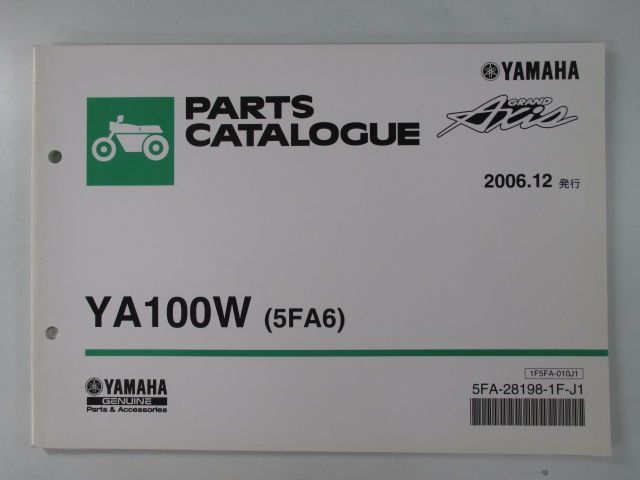 YAMAHA
PARTS
CATALOGUE
GRAND
Axis
2006.12 発行
YA100W (5FA6)
YAMAHA
GENUINE
Parts & Accessories
1F5FA-010J1
5FA-28198-1F-J1